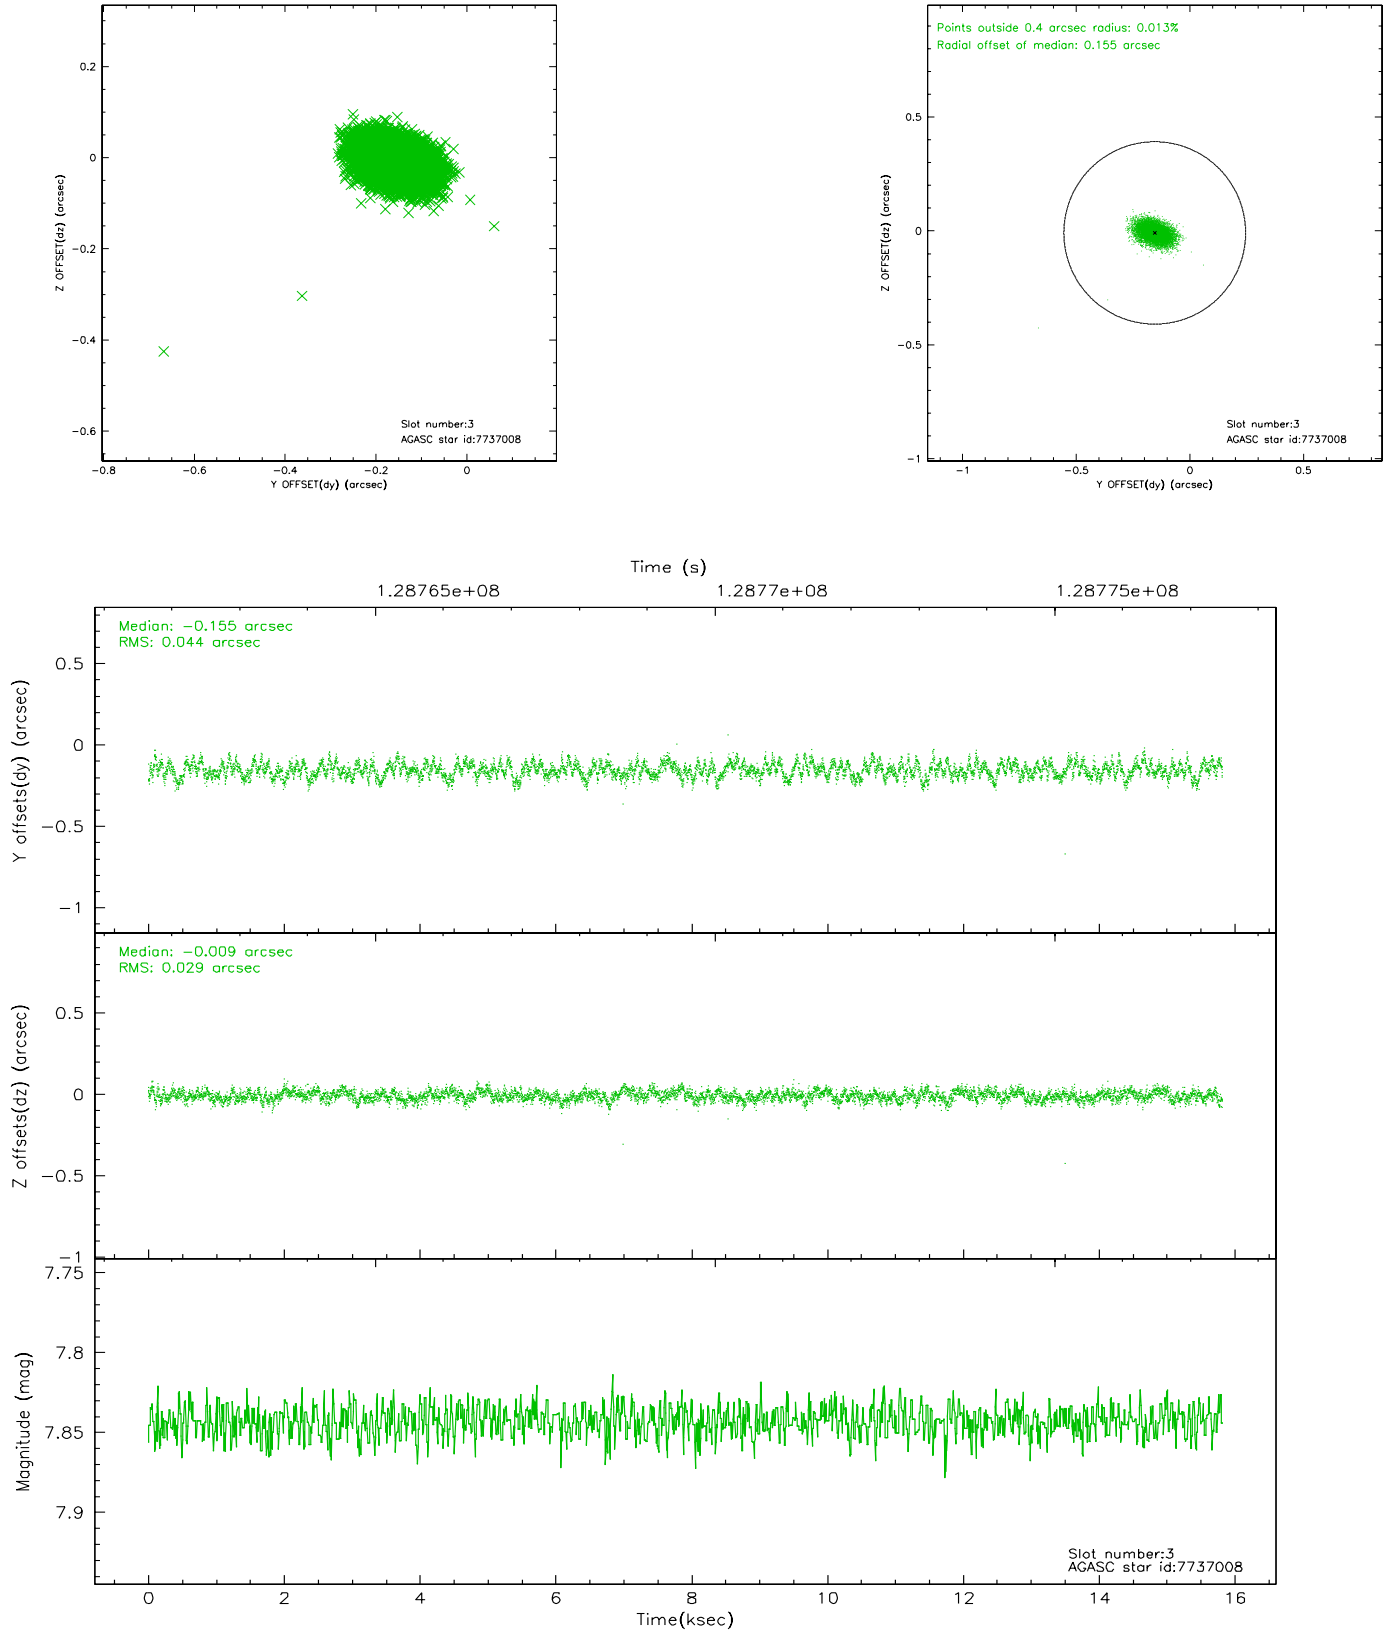 0.2
0
-0.2
-0.4
-0.6
Z OFFSET(dz) (arcsec)
Slot number:3
AGASC star id:7737008
-0.8
-0.6
-0.4
-0.2
0
Y OFFSET(dy) (arcsec)
Points outside 0.4 arcsec radius: 0.013%
Radial offset of median: 0.155 arcsec
0.5
0
-0.5
-1
Z OFFSET(dz) (arcsec)
Slot number:3
AGASC star id:7737008
-1
-0.5
0
0.5
Y OFFSET(dy) (arcsec)
Time (s)
1.28765e+08
1.2877e+08
1.28775e+08
Median: -0.155 arcsec
RMS: 0.044 arcsec
0.5
0
-0.5
-1
Y offsets(dy) (arcsec)
Median: -0.009 arcsec
RMS: 0.029 arcsec
0.5
0
-0.5
-1
Z offsets(dz) (arcsec)
7.75
7.8
7.85
7.9
Magnitude (mag)
Slot number:3
AGASC star id:7737008
0
2
4
6
8
10
12
14
16
Time(ksec)